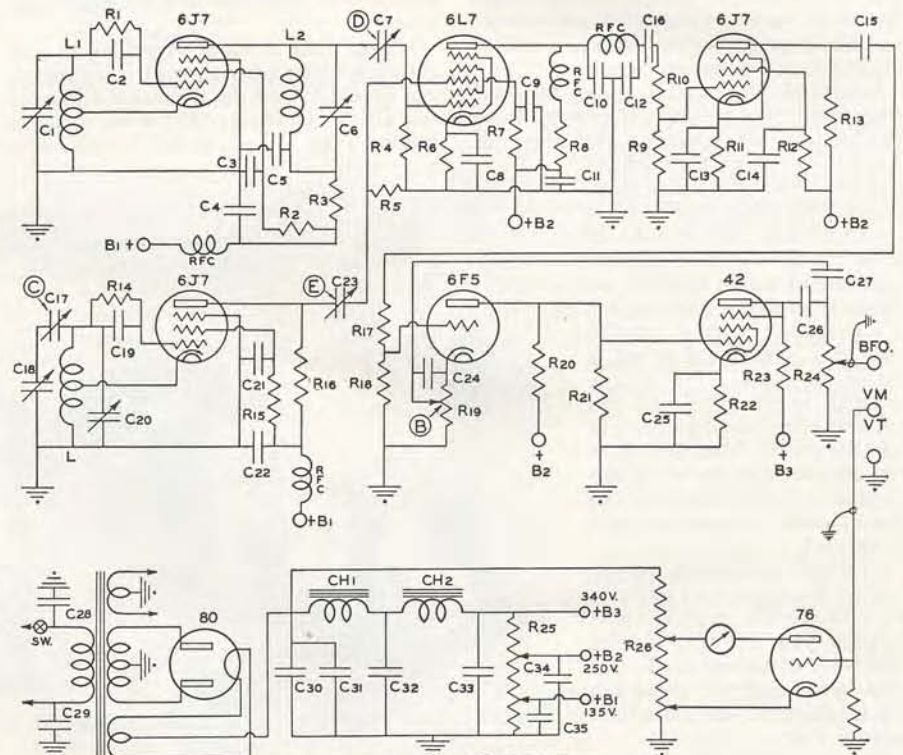 D C7 6L7 RFC C16 6J7 C15
R1 6J7 L2
L1 C2
C1 C6 R4 R6 C8 R7 C9 RFC R8 C10 C12 C11 R10 R9 C13 R11 C14 R12 R13
C3 C5 R3
C4 R2 R5 +B2 +B2
B1+ RFC
C C17 R14 6J7 E C23 6F5 42 C27
C18 C19 R17 C26 BFO.
C20 C21 R16 R18 C24 R20 R21 R23 R24 VM
R15 R19 C25 R22 VT
L C22 B +B2 +B3
RFC
+B1
C28 80 CH1 CH2 340V. +B3 76
SW. R25 +B2 R26
C30 C31 C32 C33 C34 250V.
C29 +B1
C35 135V.